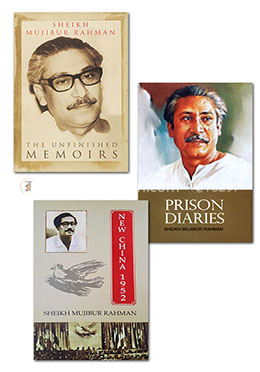 SHEIKH
MUJIBUR RAHMAN
THE UNFINISHED
MEMOIRS
PRISON
DIARIES
SHEIKH MUJIBUR RAHMAN
NEW CHINA 1952
SHEIKH MUJIBUR RAHMAN